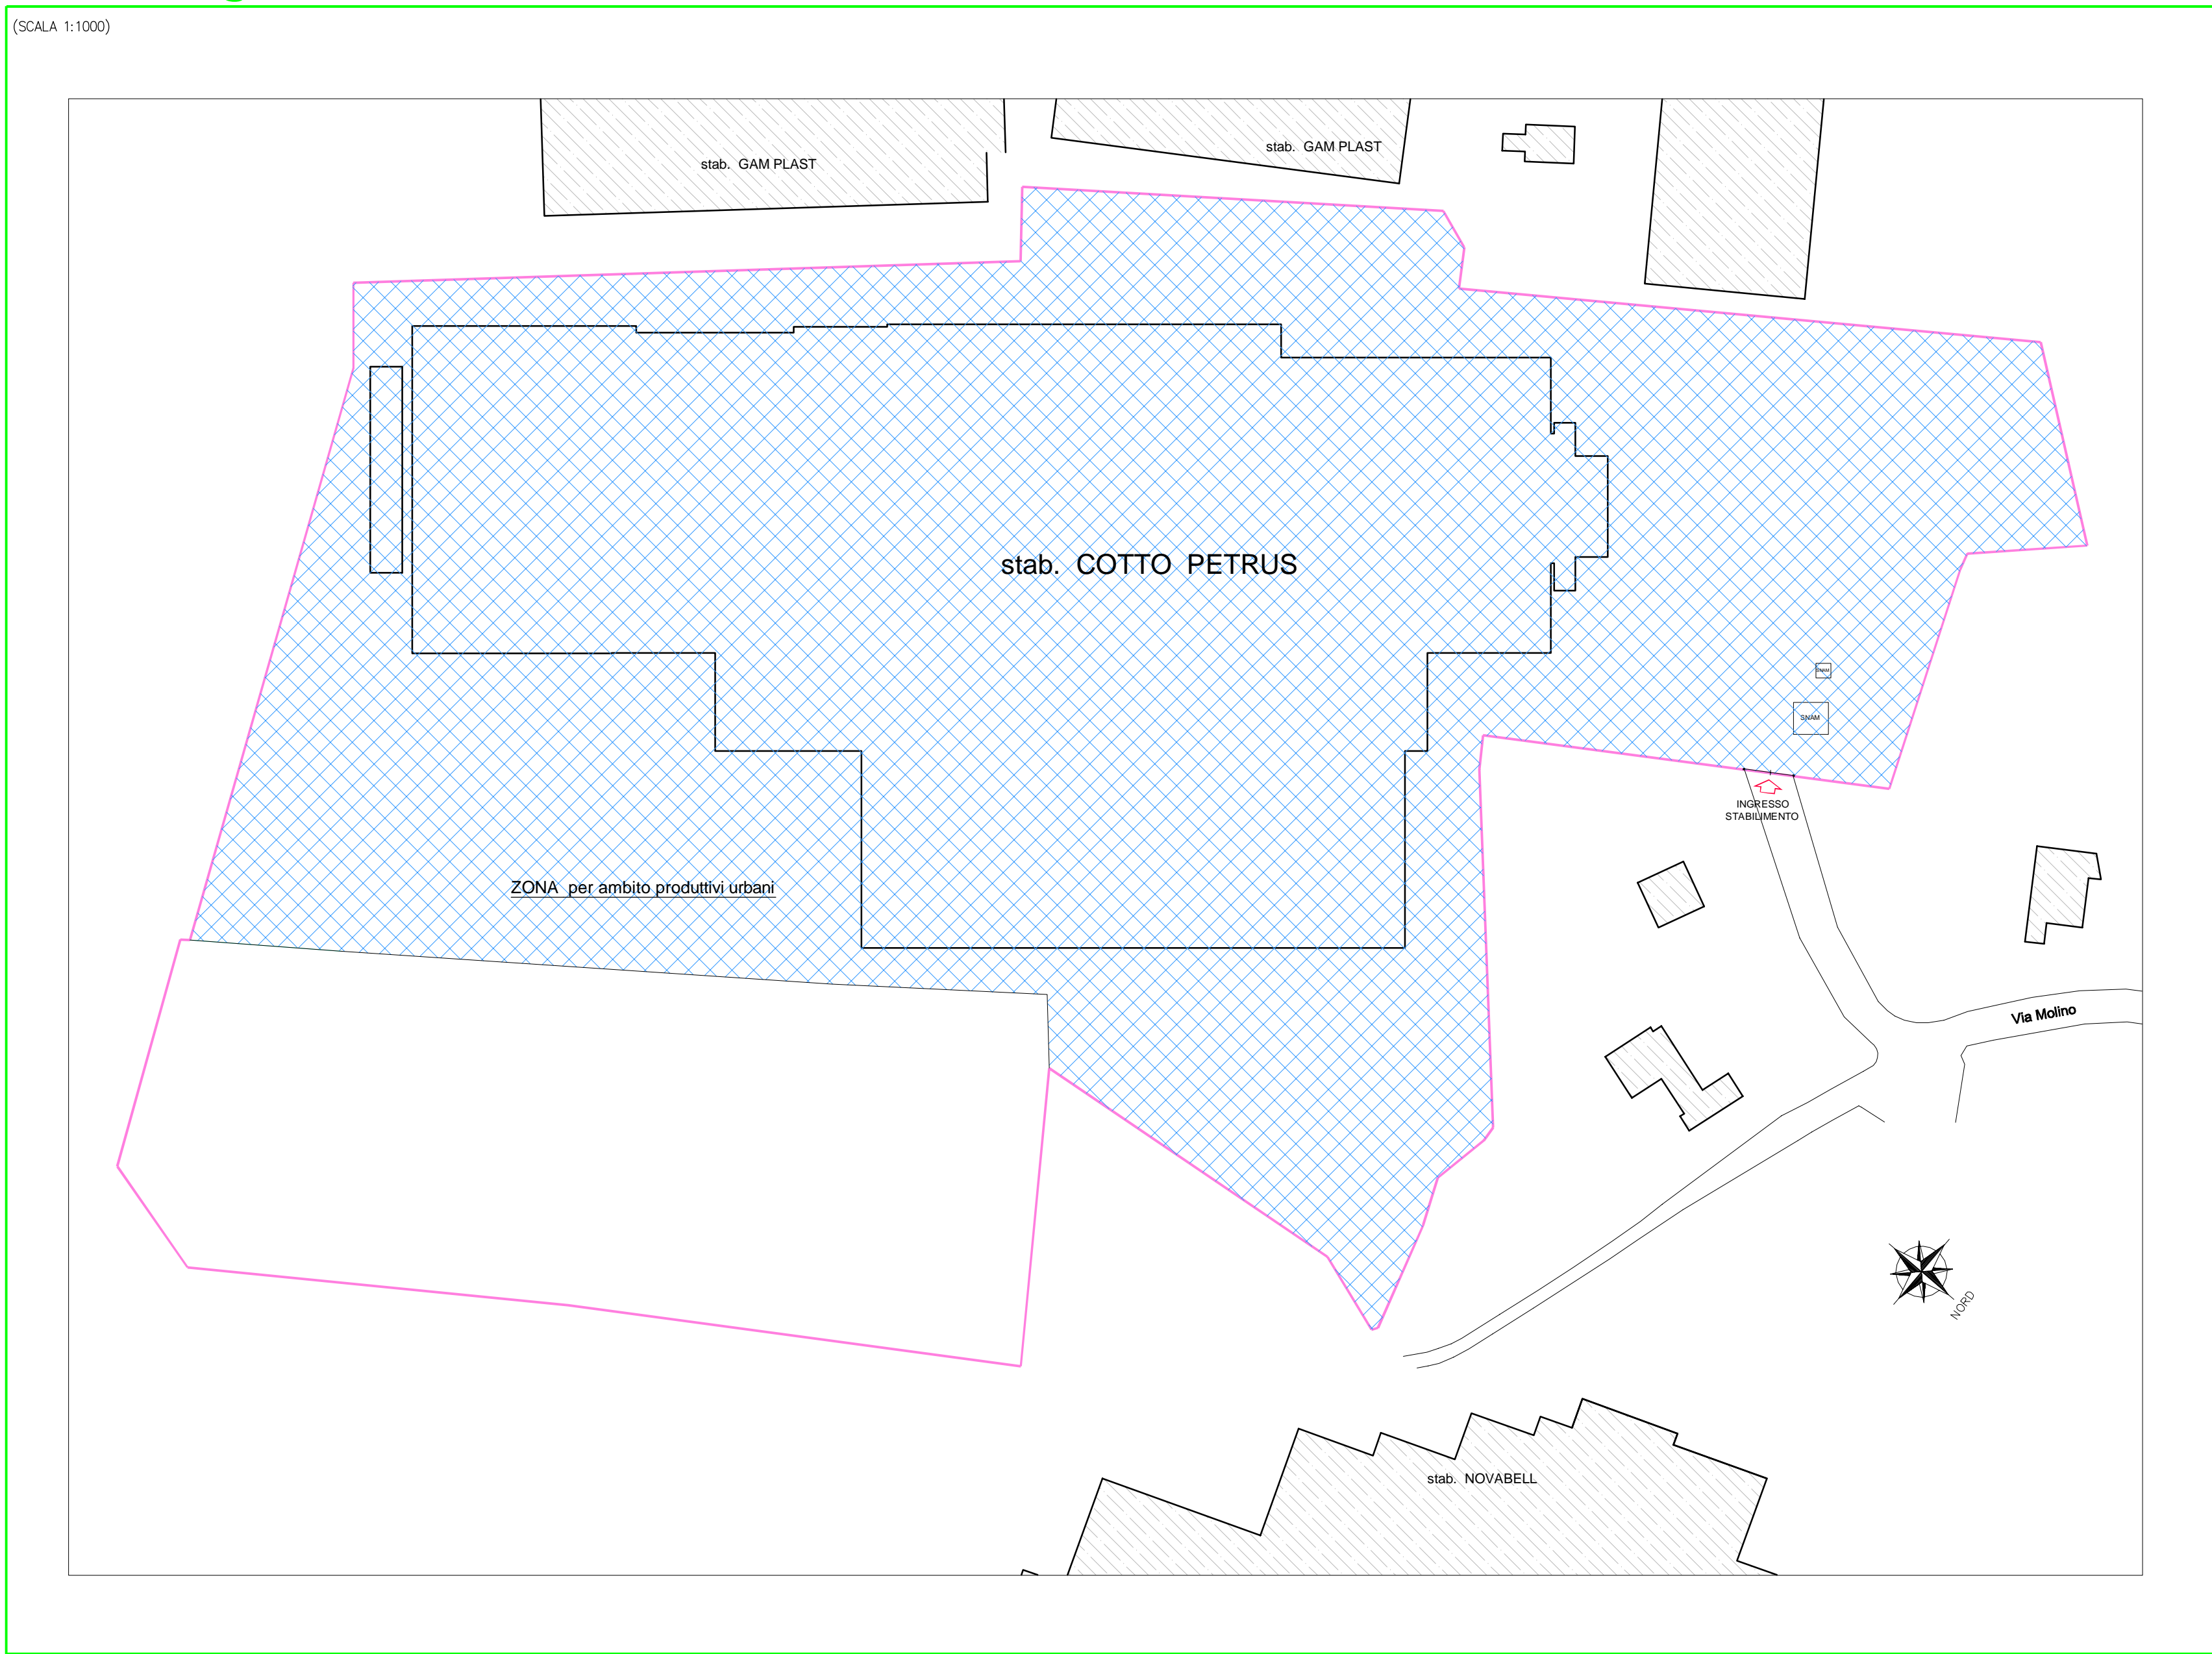 (SCALA 1:1000)
stab.  GAM PLAST
stab.  GAM PLAST
stab.  COTTO  PETRUS
SNAM
SNAM
INGRESSO
STABILIMENTO
ZONA  per ambito produttivi urbani
Via Molino
NORD
stab.  NOVABELL